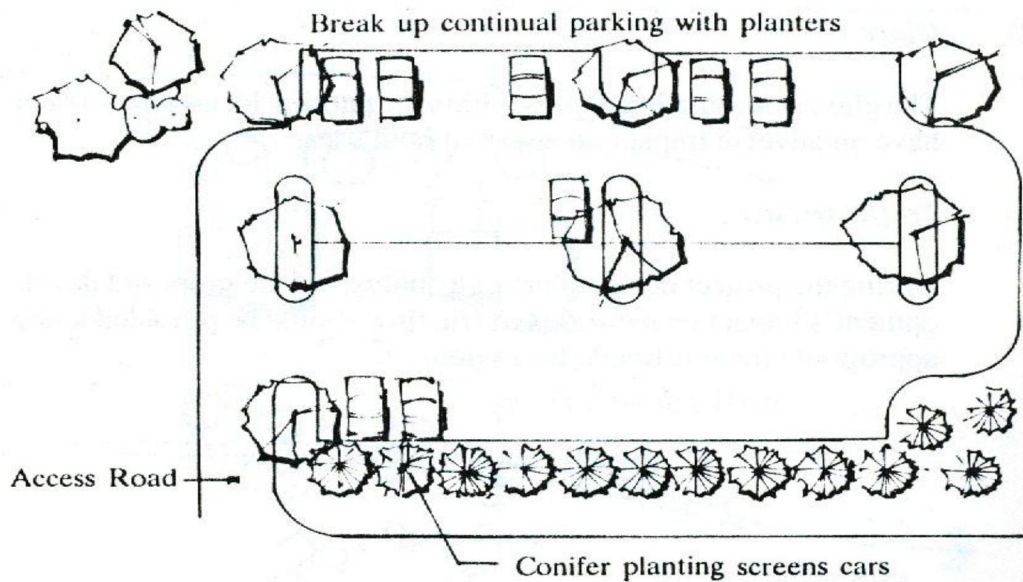 Break up continual parking with planters
Access Road
Conifer planting screens cars